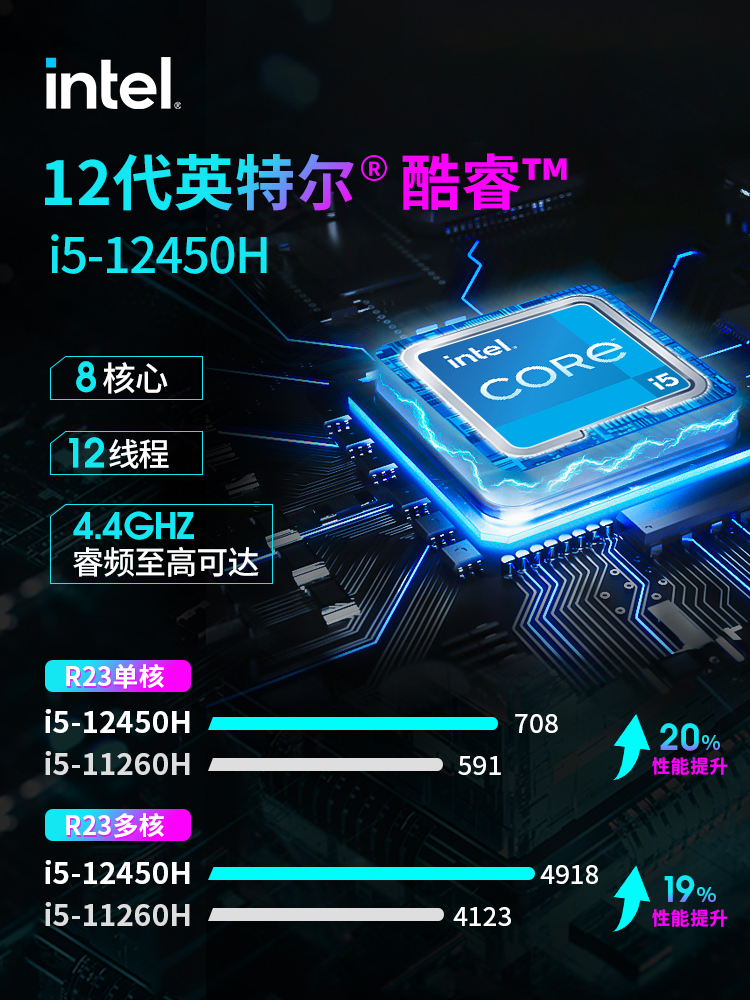 intel®
12代英特尔® 酷睿™
i5-12450H
intel.
CORE™
i5
8核心
12线程
4.4GHZ
睿频至高可达
R23单核
i5-12450H 708
i5-11260H 591
20%
性能提升
R23多核
i5-12450H 4918
i5-11260H 4123
19%
性能提升